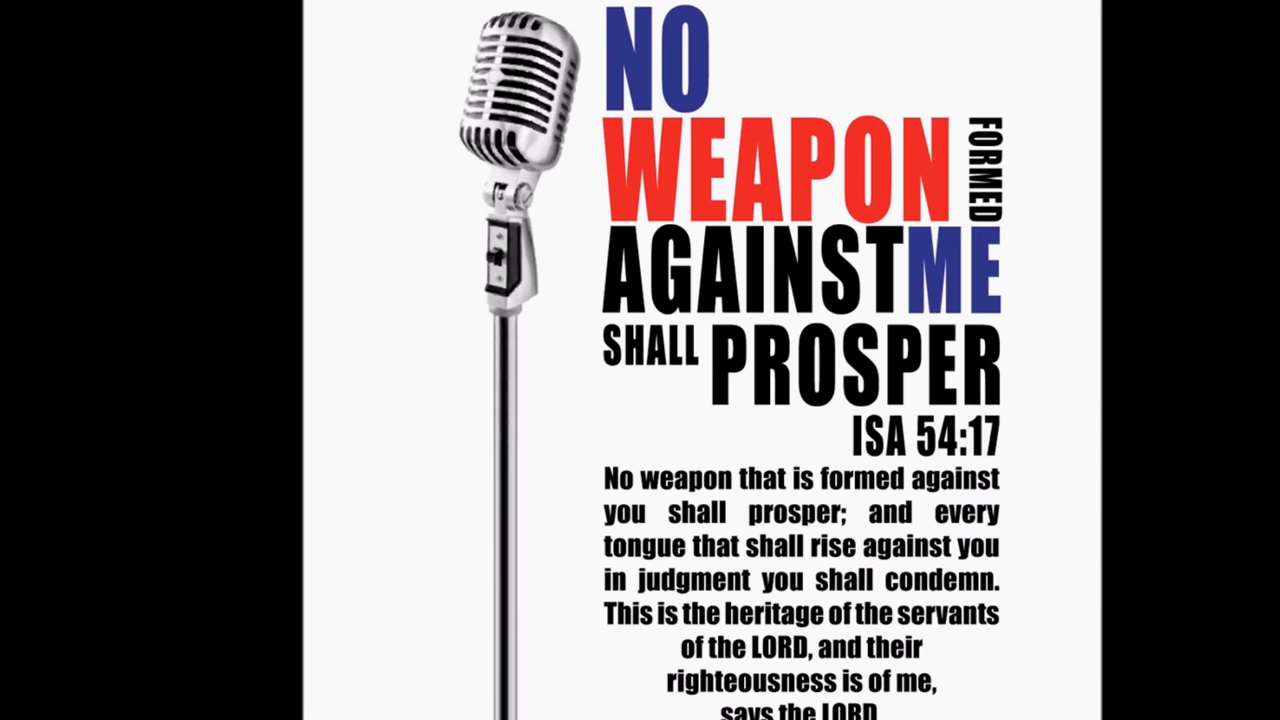 NO
WEAPON FORMED
AGAINST ME
SHALL PROSPER
ISA 54:17
No weapon that is formed against
you shall prosper; and every
tongue that shall rise against you
in judgment you shall condemn.
This is the heritage of the servants
of the LORD, and their
righteousness is of me,
says the LORD